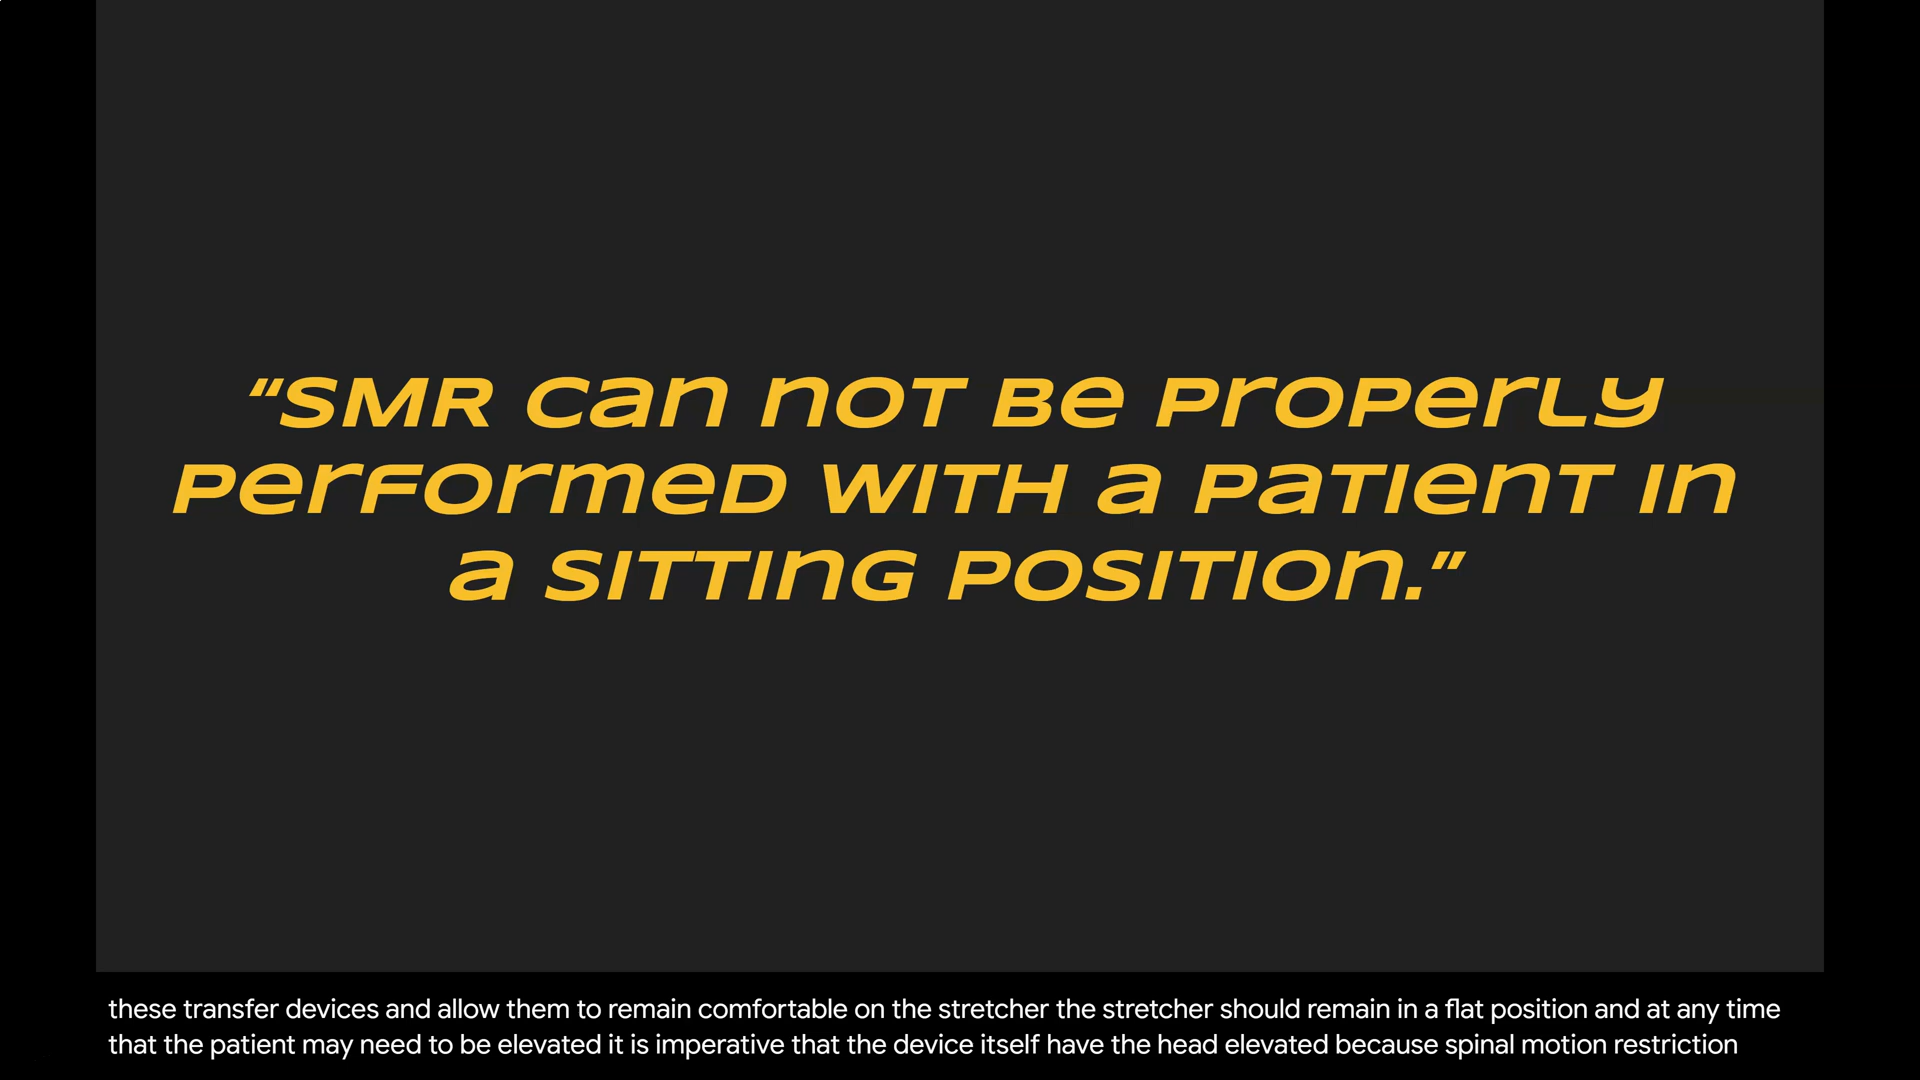 “SMR can not be properly
performed with a patient in
a sitting position.”
these transfer devices and allow them to remain comfortable on the stretcher the stretcher should remain in a flat position and at any time
that the patient may need to be elevated it is imperative that the device itself have the head elevated because spinal motion restriction